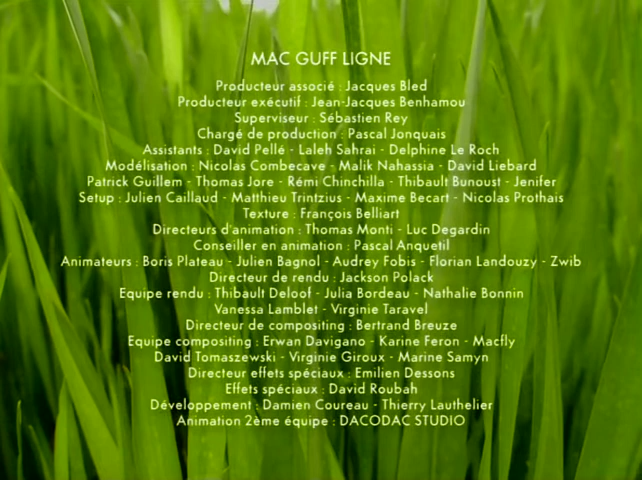 MAC GUFF LIGNE
Producteur associé : Jacques Bled
Producteur exécutif : Jean-Jacques Benhamou
Superviseur : Sébastien Rey
Chargé de production : Pascal Jonquais
Assistants : David Pellé - Laleh Sahrai - Delphine Le Roch
Modélisation : Nicolas Combecave - Malik Nahassia - David Liebard
Patrick Guillem - Thomas Jore - Rémi Chinchilla - Thibault Bunoust - Jenifer
Setup : Julien Caillaud - Matthieu Trintzius - Maxime Becart - Nicolas Prothais
Texture : François Belliart
Directeurs d'animation : Thomas Monti - Luc Degardin
Conseiller en animation : Pascal Anquetil
Animateurs : Boris Plateau - Julien Bagnol - Audrey Fobis - Florian Landouzy - Zwib
Directeur de rendu : Jackson Polack
Equipe rendu : Thibault Deloof - Julia Bordeau - Nathalie Bonnin
Vanessa Lamblet - Virginie Taravel
Directeur de compositing : Bertrand Breuze
Equipe compositing : Erwan Davigano - Karine Feron - Macfly
David Tomaszewski - Virginie Giroux - Marine Samyn
Directeur effets spéciaux : Emilien Dessons
Effets spéciaux : David Roubah
Développement : Damien Coureau - Thierry Lauthelier
Animation 2ème équipe : DACODAC STUDIO